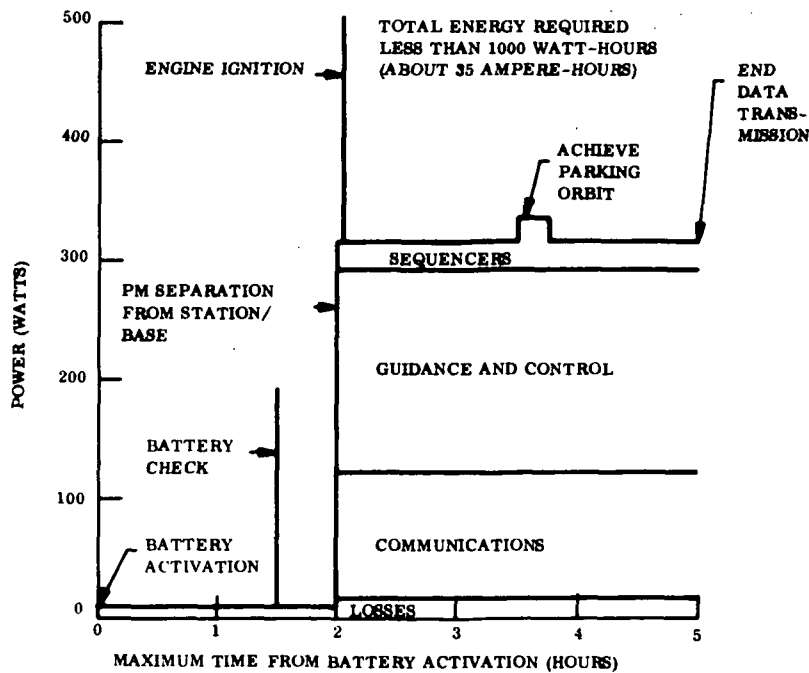 500
400
300
200
100
0
POWER (WATTS)
TOTAL ENERGY REQUIRED
LESS THAN 1000 WATT-HOURS
(ABOUT 35 AMPERE-HOURS)
ENGINE IGNITION
END
DATA
TRANS-
MISSION
ACHIEVE
PARKING
ORBIT
SEQUENCERS
PM SEPARATION
FROM STATION/
BASE
GUIDANCE AND CONTROL
BATTERY
CHECK
BATTERY
ACTIVATION
COMMUNICATIONS
LOSSES
0 1 2 3 4 5
MAXIMUM TIME FROM BATTERY ACTIVATION (HOURS)